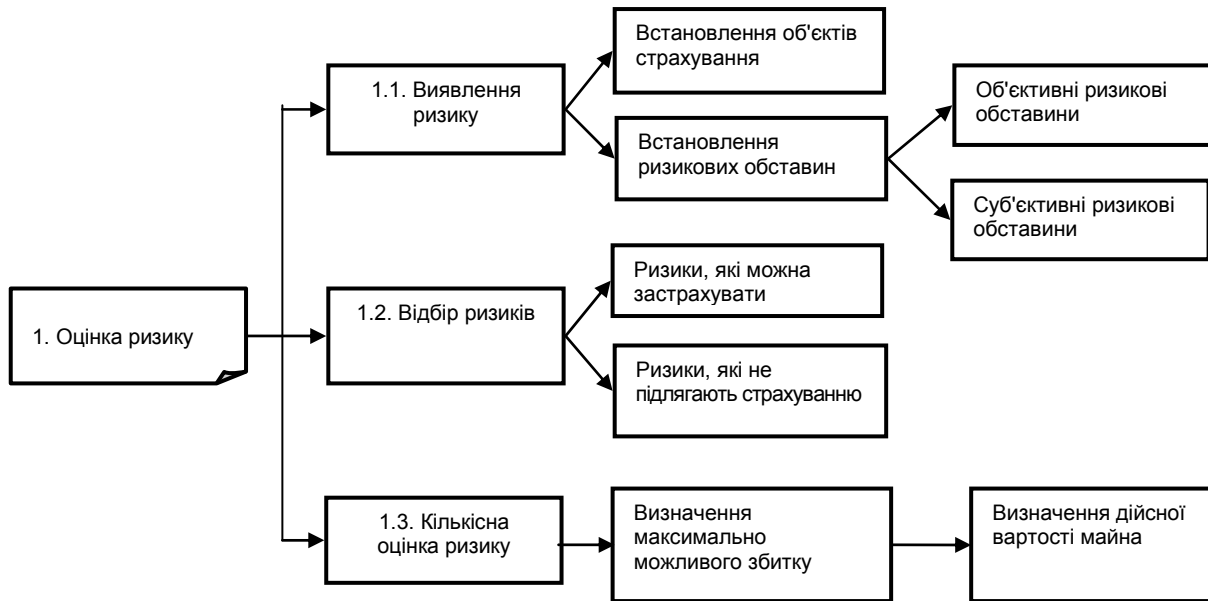 Встановлення об'єктів
страхування
1.1. Виявлення
ризику
Об'єктивні ризикові
обставини
Встановлення
ризикових обставин
Суб'єктивні ризикові
обставини
Ризики, які можна
застрахувати
1. Оцінка ризику
1.2. Відбір ризиків
Ризики, які не
підлягають страхуванню
1.3. Кількісна
оцінка ризику
Визначення
максимально
можливого збитку
Визначення дійсної
вартості майна